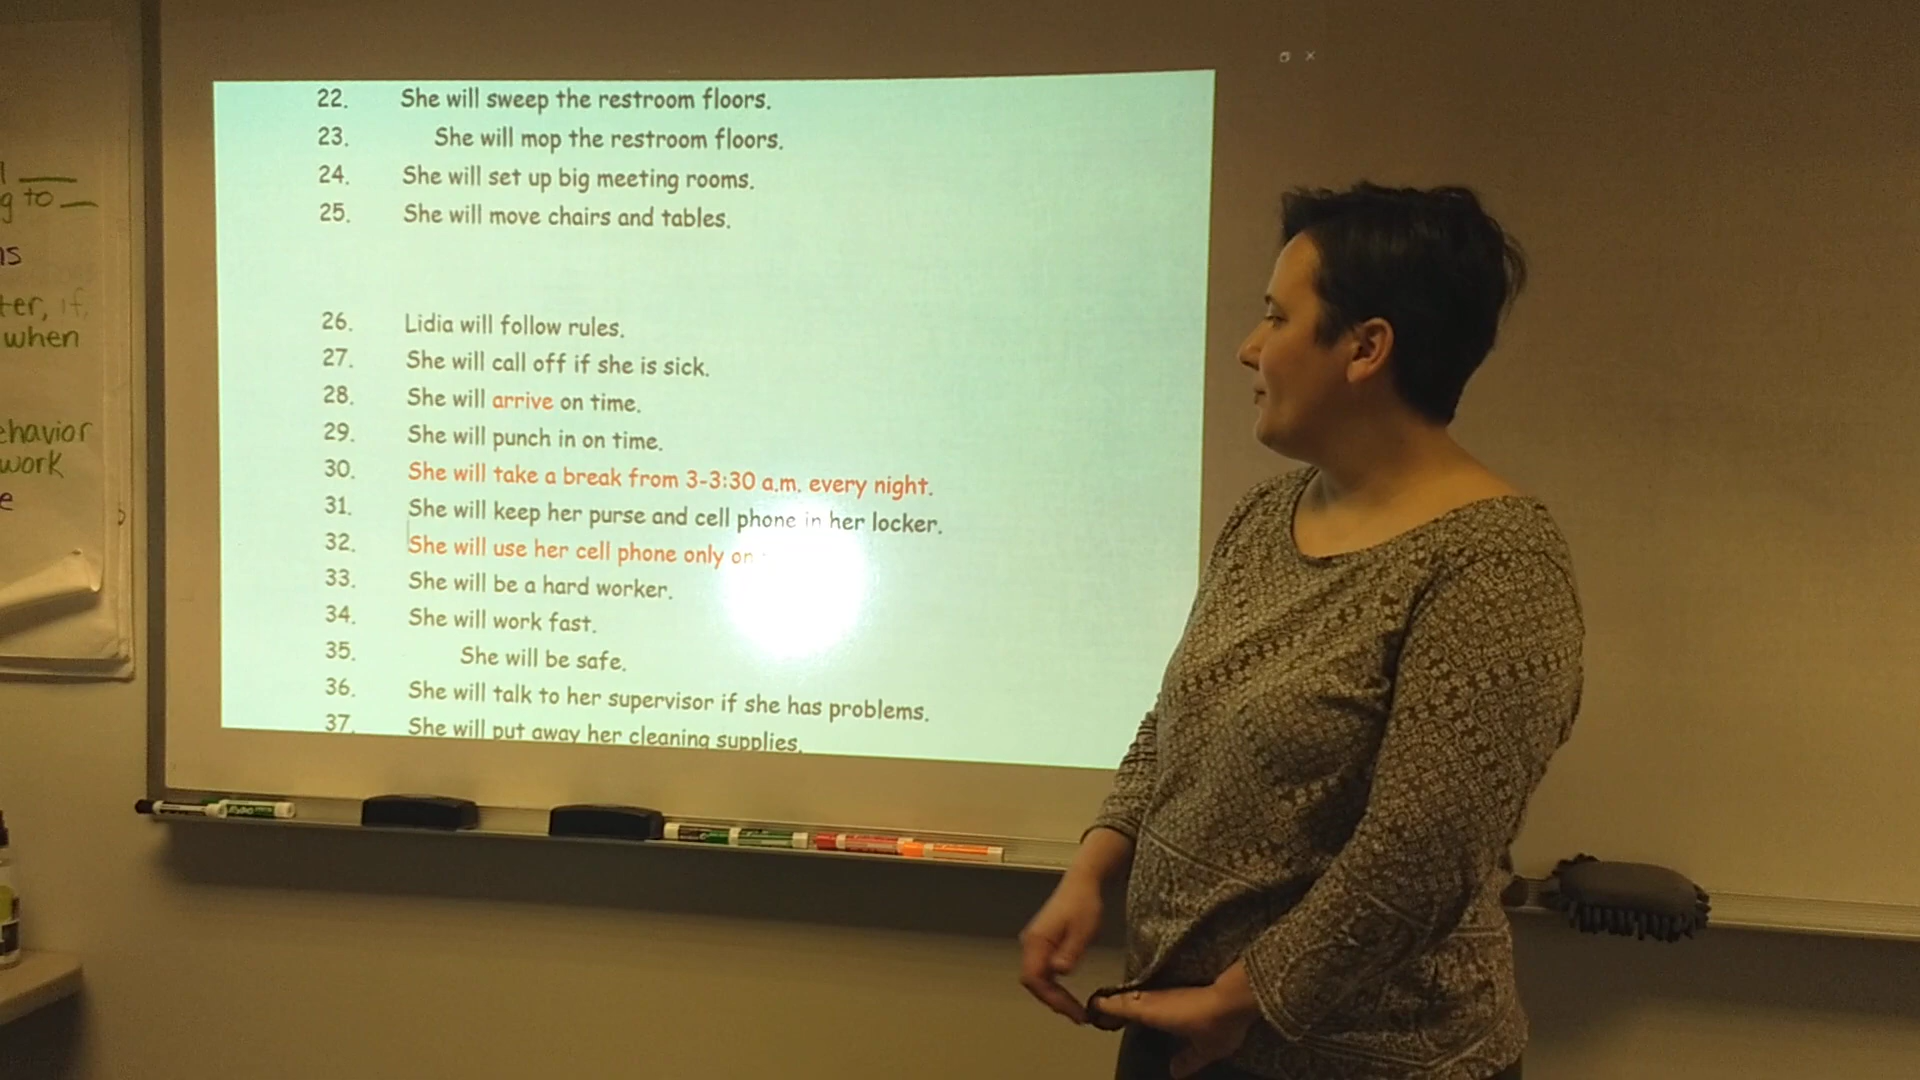 22. She will sweep the restroom floors.
23. She will mop the restroom floors.
24. She will set up big meeting rooms.
25. She will move chairs and tables.
26. Lidia will follow rules.
27. She will call off if she is sick.
28. She will arrive on time.
29. She will punch in on time.
30. She will take a break from 3-3:30 a.m. every night.
31. She will keep her purse and cell phone in her locker.
32. She will use her cell phone only on
33. She will be a hard worker.
34. She will work fast.
35. She will be safe.
36. She will talk to her supervisor if she has problems.
37. She will put away her cleaning supplies.
to
if
when
work